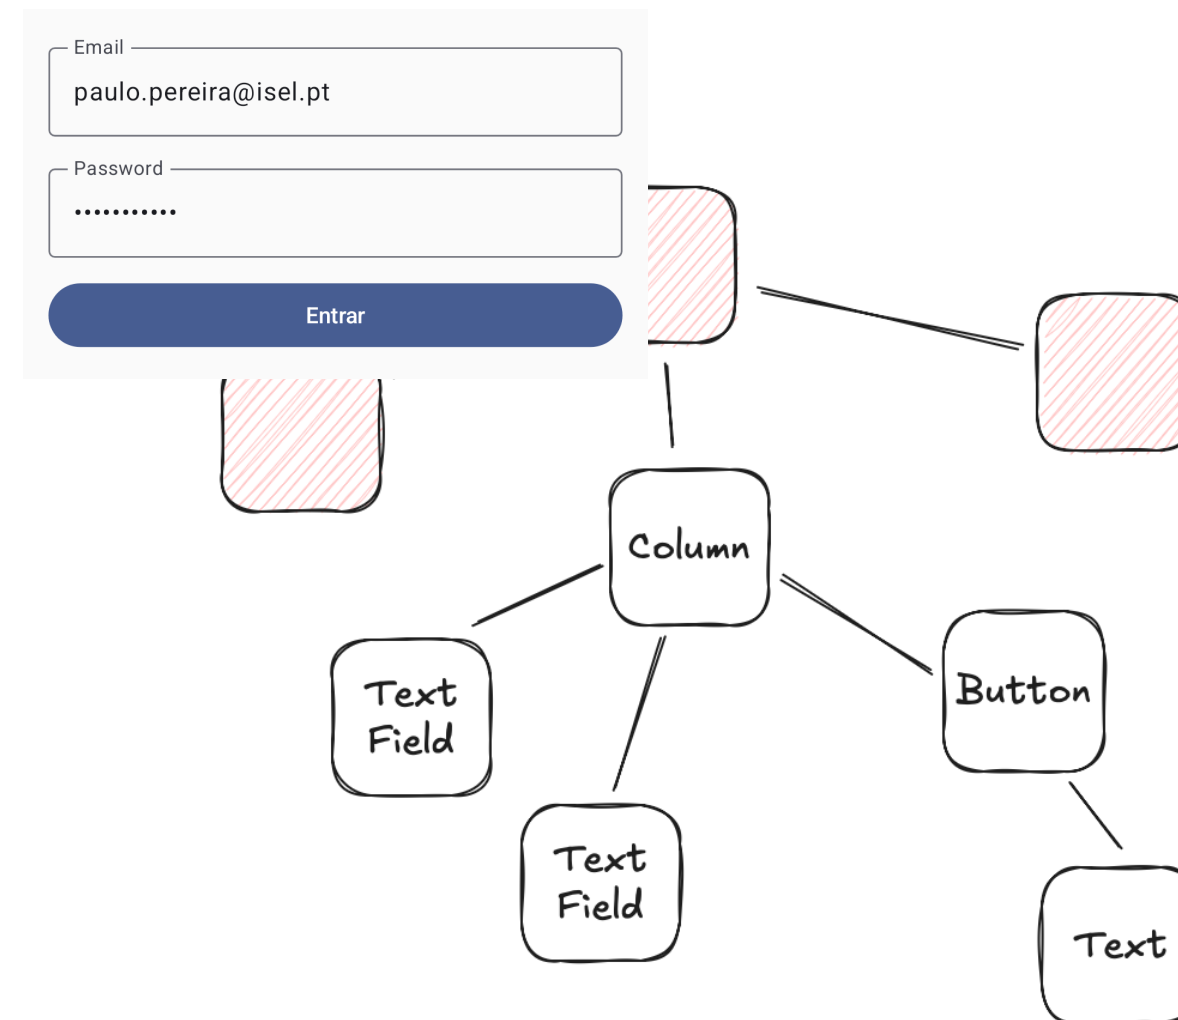 Email
paulo.pereira@isel.pt
Password
•••••••••••
Entrar
Column
Text
Field
Button
Text
Field
Text